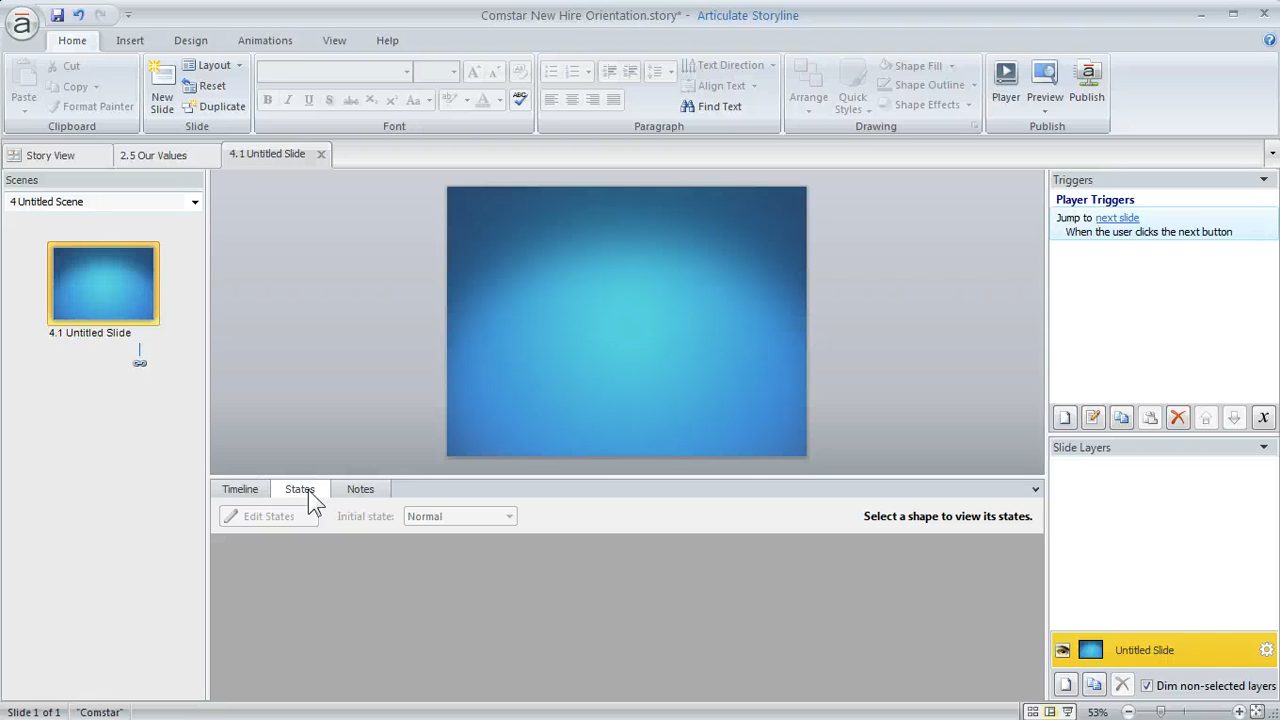 Comstar New Hire Orientation.story* - Articulate Storyline
Home Insert Design Animations View Help
Paste Cut Copy Format Painter
Clipboard
New Slide Layout Reset Duplicate
Slide
B I U S abc Aa A
Font
Text Direction Align Text Find Text
Paragraph
Arrange Quick Styles Shape Fill Shape Outline Shape Effects
Drawing
Player Preview Publish
Publish
Story View 2.5 Our Values 4.1 Untitled Slide
Scenes
4 Untitled Scene
4.1 Untitled Slide
Triggers
Player Triggers
Jump to next slide
When the user clicks the next button
Timeline States Notes
Edit States Initial state: Normal Select a shape to view its states.
Slide Layers
Untitled Slide
Dim non-selected layers
Slide 1 of 1 "Comstar" 53%